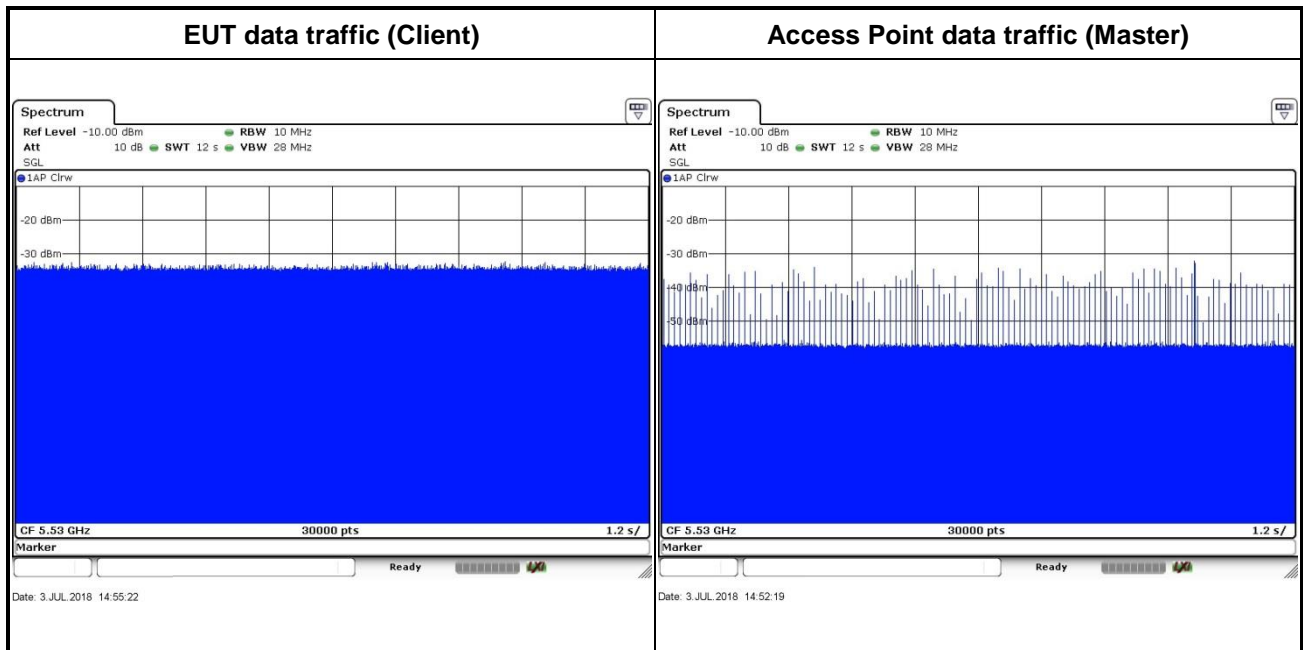 EUT data traffic (Client)
Access Point data traffic (Master)
Spectrum
Ref Level -10.00 dBm RBW 10 MHz
Att 10 dB SWT 12 s VBW 28 MHz
SGL
1AP Clrw
-20 dBm
-30 dBm
CF 5.53 GHz 30000 pts 1.2 s/
Marker
Ready
Date: 3.JUL.2018 14:55:22
Spectrum
Ref Level -10.00 dBm RBW 10 MHz
Att 10 dB SWT 12 s VBW 28 MHz
SGL
1AP Clrw
-20 dBm
-30 dBm
-40 dBm
-50 dBm
CF 5.53 GHz 30000 pts 1.2 s/
Marker
Ready
Date: 3.JUL.2018 14:52:19